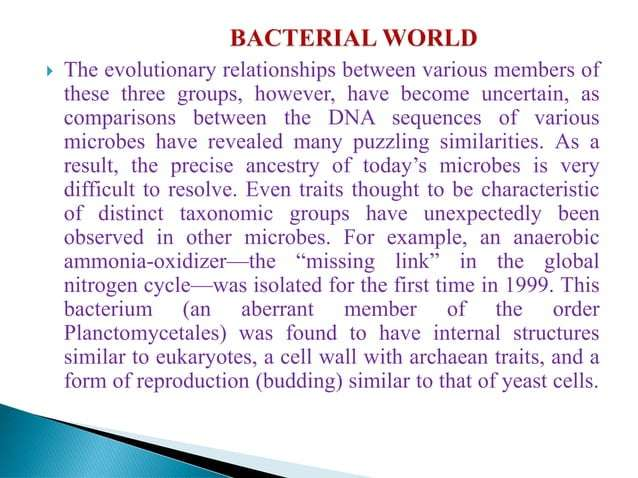 BACTERIAL WORLD
The evolutionary relationships between various members of
these three groups, however, have become uncertain, as
comparisons between the DNA sequences of various
microbes have revealed many puzzling similarities. As a
result, the precise ancestry of today’s microbes is very
difficult to resolve. Even traits thought to be characteristic
of distinct taxonomic groups have unexpectedly been
observed in other microbes. For example, an anaerobic
ammonia-oxidizer—the “missing link” in the global
nitrogen cycle—was isolated for the first time in 1999. This
bacterium (an aberrant member of the order
Planctomycetales) was found to have internal structures
similar to eukaryotes, a cell wall with archaean traits, and a
form of reproduction (budding) similar to that of yeast cells.